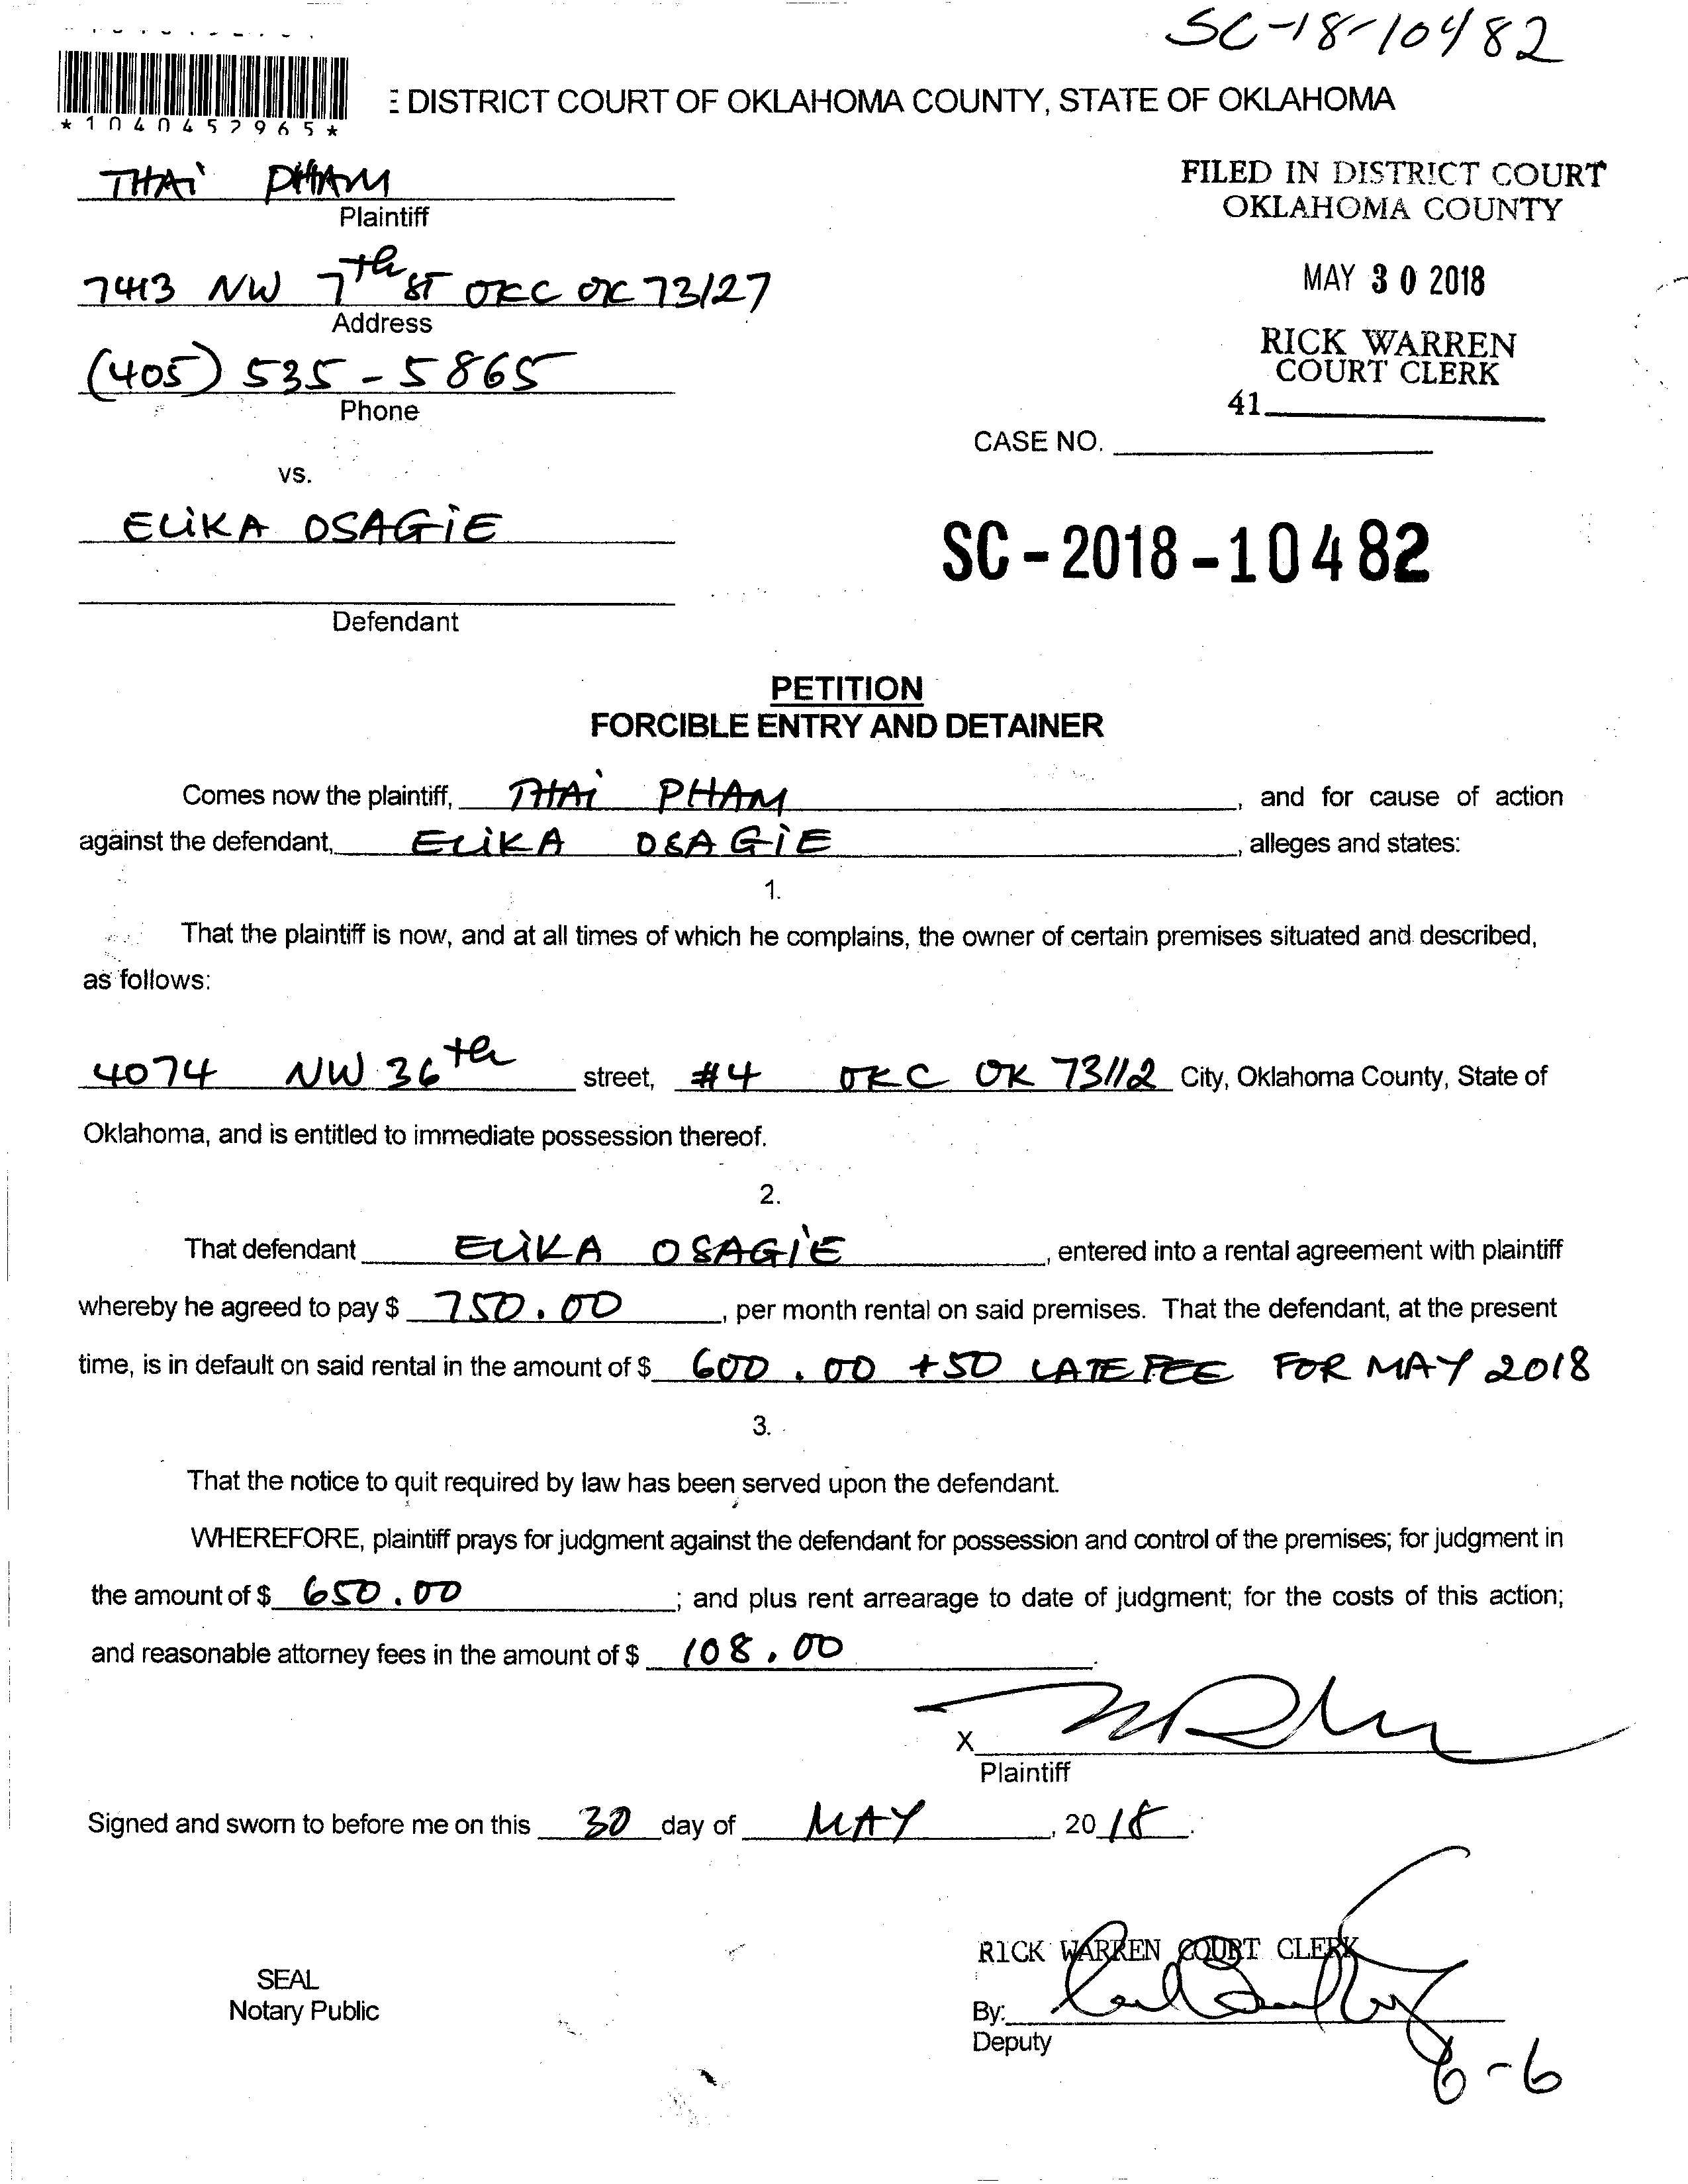 SC-18-10482
*1040452965*
DISTRICT COURT OF OKLAHOMA COUNTY, STATE OF OKLAHOMA
THAI PHAM
Plaintiff
FILED IN DISTRICT COURT
OKLAHOMA COUNTY
7413 NW 7th ST OKC OK 73127
Address
MAY 30 2018
(405) 535-5865
Phone
RICK WARREN
COURT CLERK
41
CASE NO.
vs.
ELIKA OSAGIE
SC-2018-10482
Defendant
PETITION
FORCIBLE ENTRY AND DETAINER
Comes now the plaintiff, THAI PHAM, and for cause of action
against the defendant, ELIKA OSAGIE, alleges and states:
1.
That the plaintiff is now, and at all times of which he complains, the owner of certain premises situated and described,
as follows:
4074 NW 36th street, #4 OKC OK 73112 City, Oklahoma County, State of
Oklahoma, and is entitled to immediate possession thereof.
2.
That defendant ELIKA OSAGIE, entered into a rental agreement with plaintiff
whereby he agreed to pay $ 750.00, per month rental on said premises. That the defendant, at the present
time, is in default on said rental in the amount of $ 600.00 +50 LATE FEE FOR MAY 2018
3.
That the notice to quit required by law has been served upon the defendant.
WHEREFORE, plaintiff prays for judgment against the defendant for possession and control of the premises; for judgment in
the amount of $ 650.00; and plus rent arrearage to date of judgment; for the costs of this action;
and reasonable attorney fees in the amount of $ 108.00.
X
Plaintiff
Signed and sworn to before me on this 30 day of MAY, 2018.
RICK WARREN COURT CLERK
SEAL
Notary Public
By:
Deputy
6-6